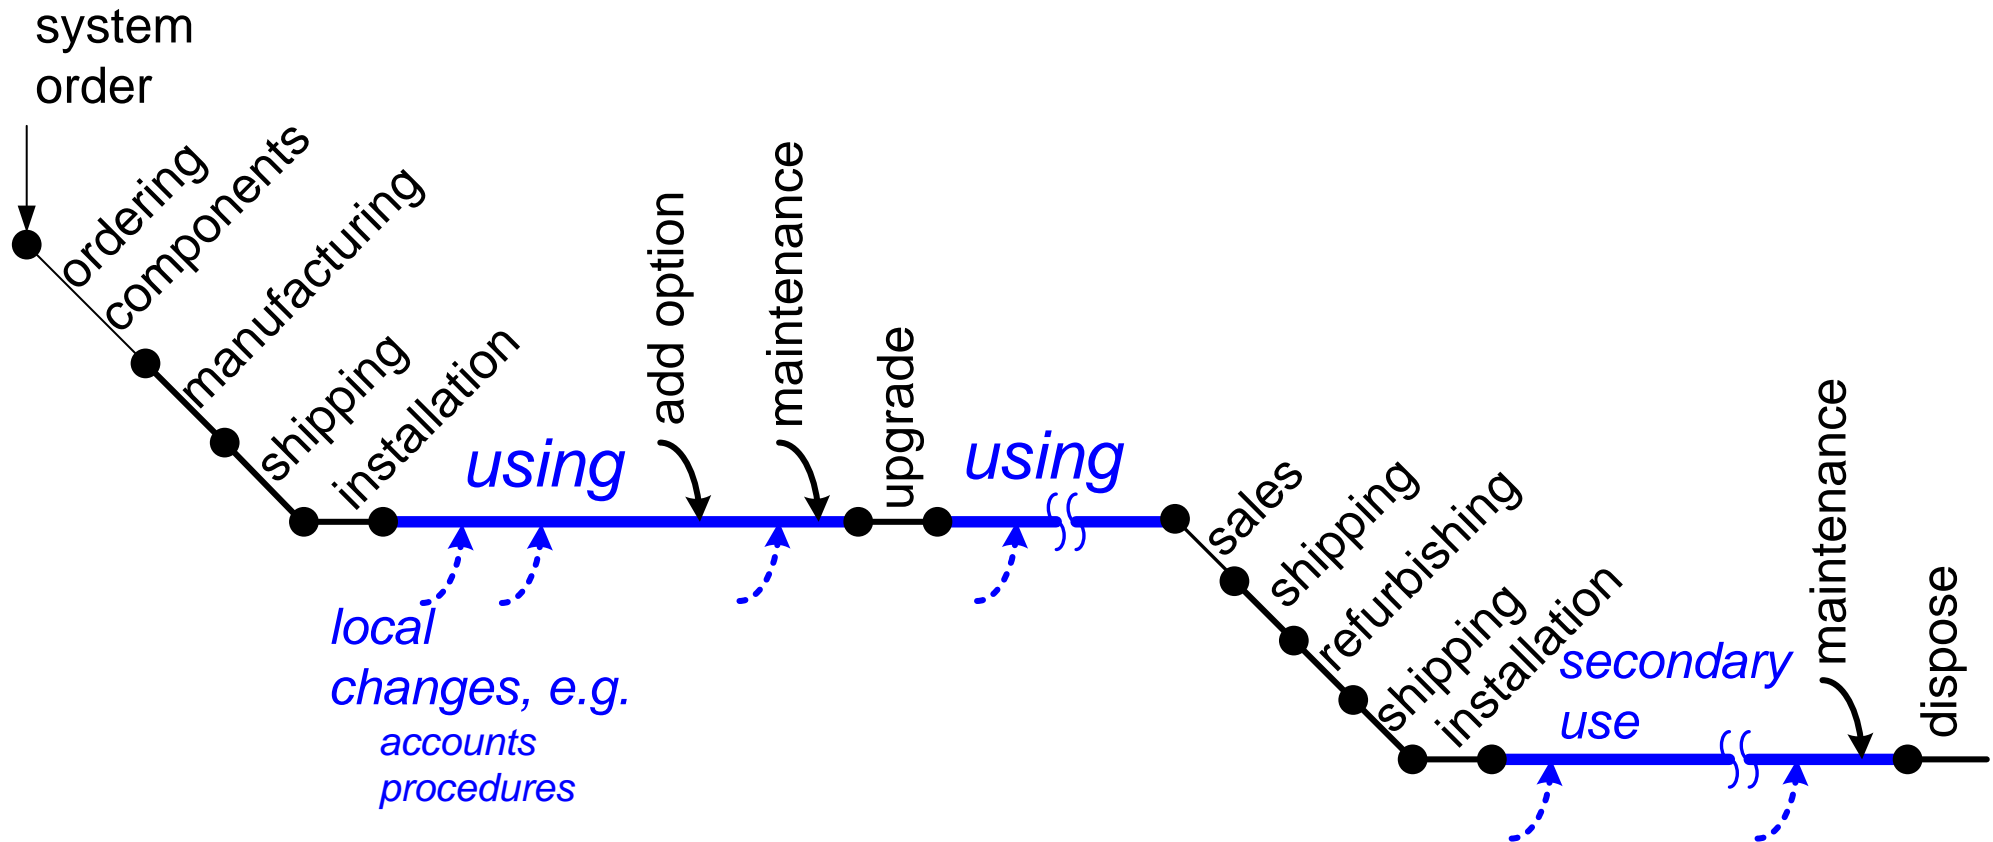 system
order
ordering
components
manufacturing
shipping
installation
using
add option
maintenance
upgrade
using
local
changes, e.g.
accounts
procedures
sales
shipping
refurbishing
shipping
installation
secondary
use
maintenance
dispose